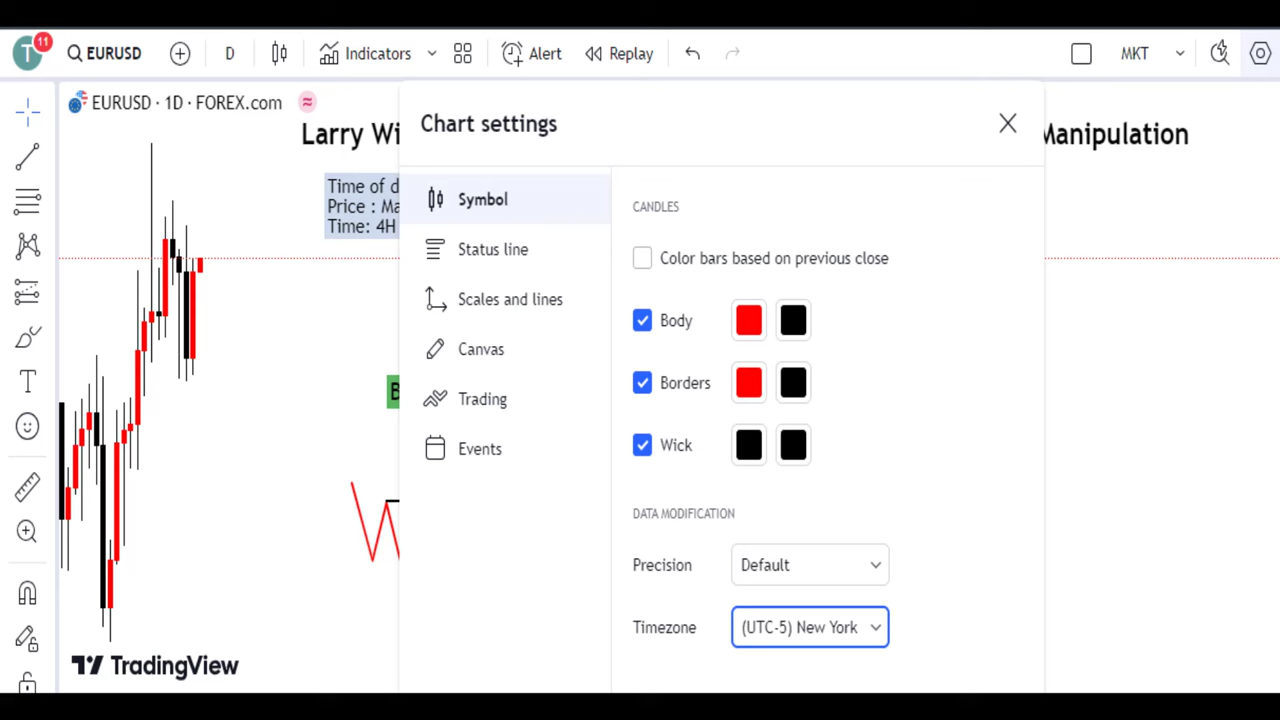 T
11
EURUSD
D
Indicators
Alert
Replay
MKT
EURUSD · 1D · FOREX.com
Larry Wi
Manipulation
Time of d
Price : Ma
Time: 4H
B
Chart settings
Symbol
Status line
Scales and lines
Canvas
Trading
Events
CANDLES
Color bars based on previous close
Body
Borders
Wick
DATA MODIFICATION
Precision
Default
Timezone
(UTC-5) New York
TradingView